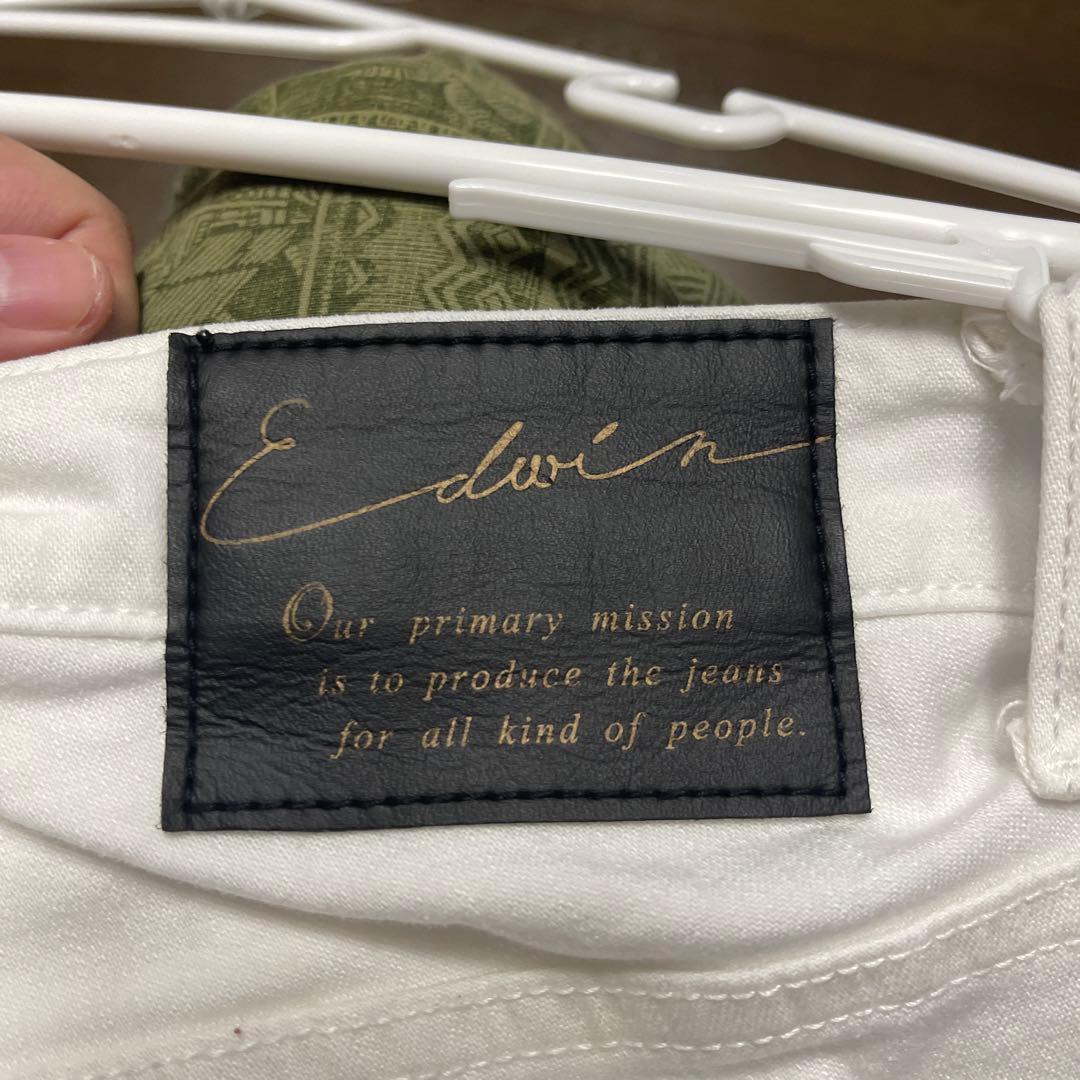 Edwin
Our primary mission
is to produce the jeans
for all kind of people.